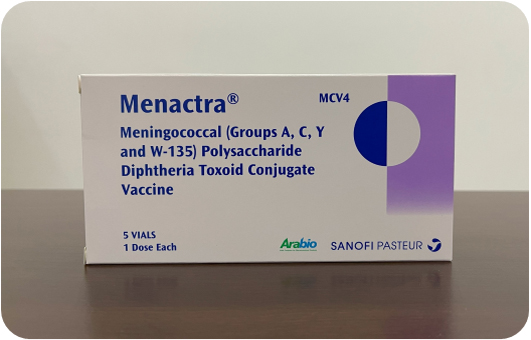 Menactra®
MCV4
Meningococcal (Groups A, C, Y
and W-135) Polysaccharide
Diphtheria Toxoid Conjugate
Vaccine
5 VIALS
1 Dose Each
Arabio
SANOFI PASTEUR